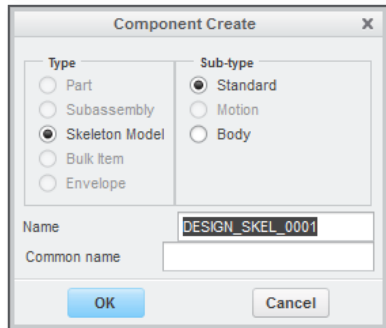 Component Create
Type
Part
Subassembly
Skeleton Model
Bulk Item
Envelope
Sub-type
Standard
Motion
Body
Name DESIGN_SKEL_0001
Common name
OK Cancel